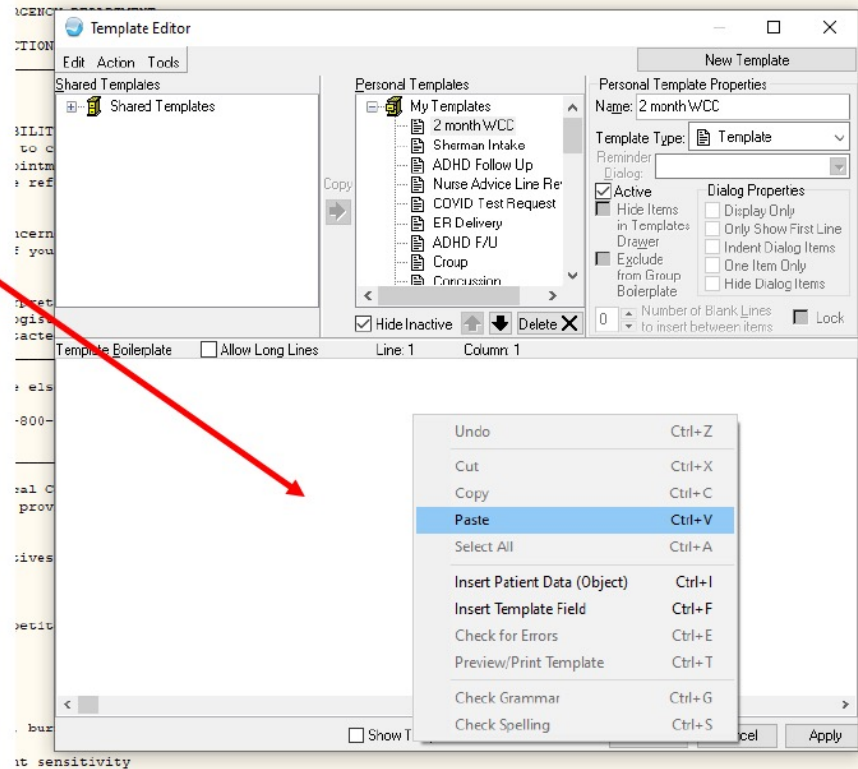 Template Editor
Edit Action Tools
New Template
Shared Templates
Shared Templates
Copy
Personal Templates
My Templates
2 month WCC
Sherman Intake
ADHD Follow Up
Nurse Advice Line Re
COVID Test Request
ER Delivery
ADHD F/U
Croup
Concussion
Hide Inactive
Delete
Personal Template Properties
Name: 2 month WCC
Template Type: Template
Reminder
Dialog:
Active
Hide Items
in Templates
Drawer
Exclude
from Group
Boilerplate
Dialog Properties
Display Only
Only Show First Line
Indent Dialog Items
One Item Only
Hide Dialog Items
0 Number of Blank Lines
to insert between items
Lock
Template Boilerplate Allow Long Lines Line: 1 Column: 1
Undo Ctrl+Z
Cut Ctrl+X
Copy Ctrl+C
Paste Ctrl+V
Select All Ctrl+A
Insert Patient Data (Object) Ctrl+I
Insert Template Field Ctrl+F
Check for Errors Ctrl+E
Preview/Print Template Ctrl+T
Check Grammar Ctrl+G
Check Spelling Ctrl+S
Show T
cel
Apply
-800-
sensitivity